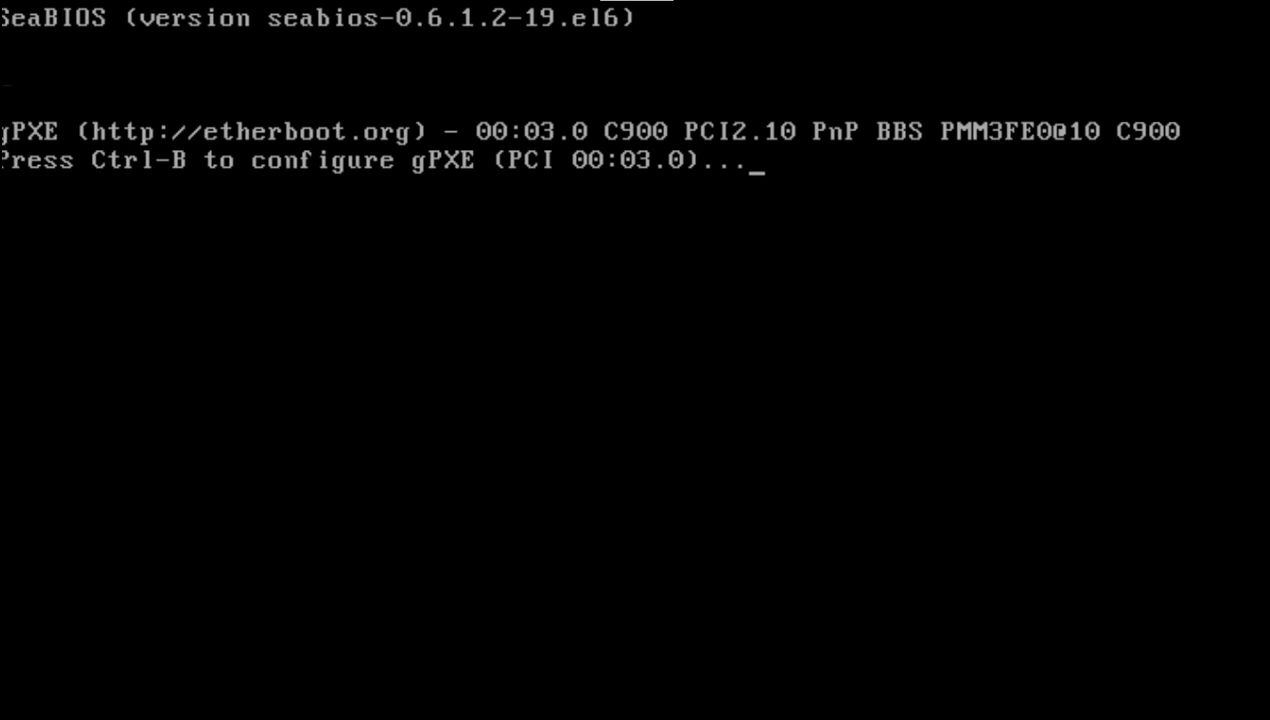 SeaBIOS (version seabios-0.6.1.2-19.el6)
gPXE (http://etherboot.org) - 00:03.0 C900 PCI2.10 PnP BBS PMM3FE0@10 C900
Press Ctrl-B to configure gPXE (PCI 00:03.0)..._